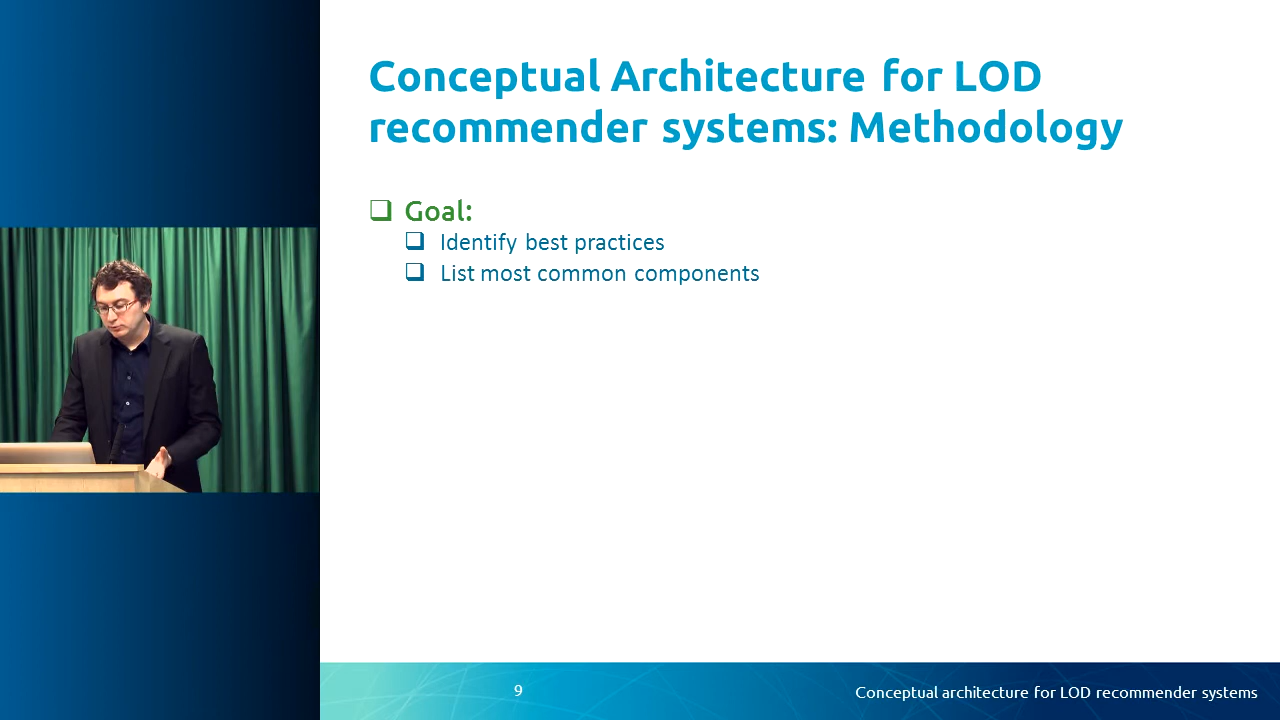 Conceptual Architecture for LOD
recommender systems: Methodology
Goal:
Identify best practices
List most common components
9
Conceptual architecture for LOD recommender systems